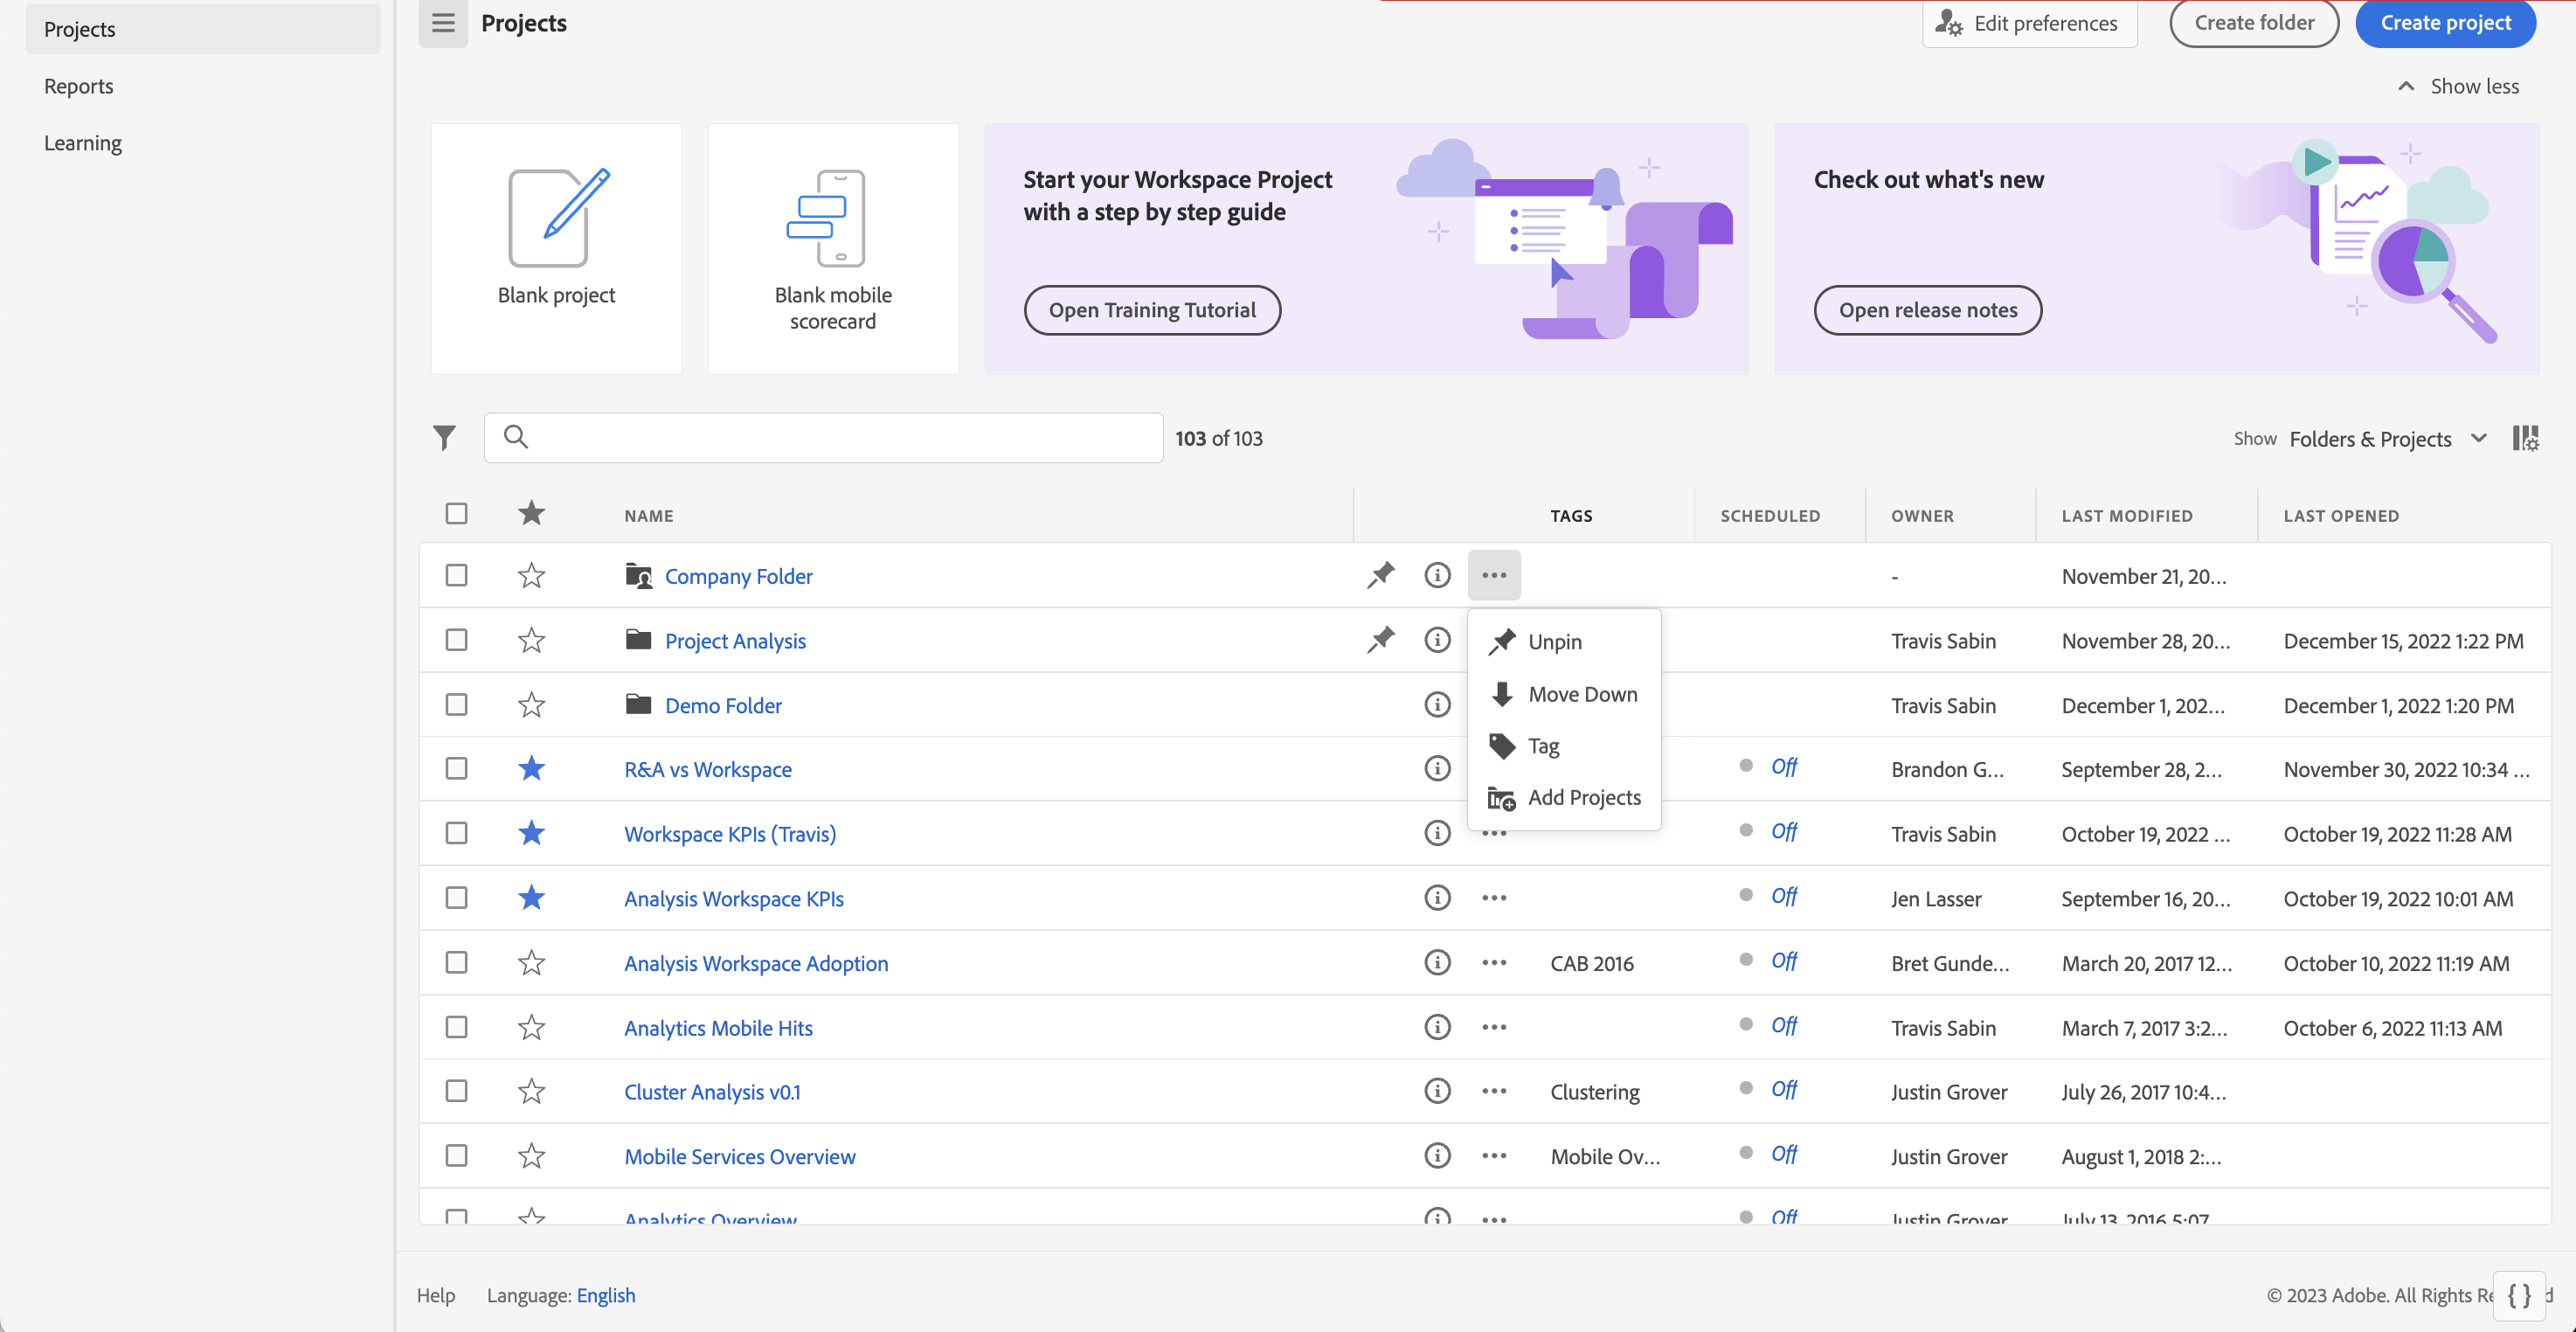 Projects
Reports
Learning
Projects
Edit preferences
Create folder
Create project
Show less
Blank project
Blank mobile
scorecard
Start your Workspace Project
with a step by step guide
Open Training Tutorial
Check out what's new
Open release notes
103 of 103
Show Folders & Projects
NAME TAGS SCHEDULED OWNER LAST MODIFIED LAST OPENED
Company Folder - November 21, 20...
Project Analysis Travis Sabin November 28, 20... December 15, 2022 1:22 PM
Demo Folder Travis Sabin December 1, 202... December 1, 2022 1:20 PM
R&A vs Workspace Off Brandon G... September 28, 2... November 30, 2022 10:34 ...
Workspace KPIs (Travis) Off Travis Sabin October 19, 2022 ... October 19, 2022 11:28 AM
Analysis Workspace KPIs Off Jen Lasser September 16, 20... October 19, 2022 10:01 AM
Analysis Workspace Adoption CAB 2016 Off Bret Gunde... March 20, 2017 12... October 10, 2022 11:19 AM
Analytics Mobile Hits Off Travis Sabin March 7, 2017 3:2... October 6, 2022 11:13 AM
Cluster Analysis v0.1 Clustering Off Justin Grover July 26, 2017 10:4...
Mobile Services Overview Mobile Ov... Off Justin Grover August 1, 2018 2:...
Analytics Overview Off Justin Grover July 13, 2016 5:07
Unpin
Move Down
Tag
Add Projects
Help Language: English
© 2023 Adobe. All Rights Re
{ }
d